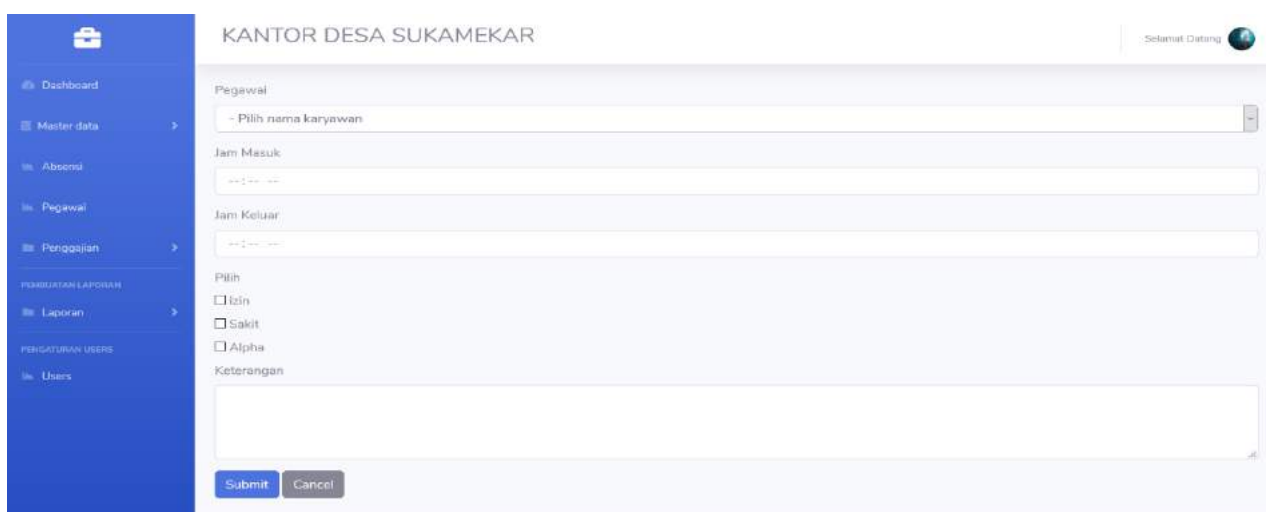 KANTOR DESA SUKAMEKAR
Selamat Datang
Dashboard
Master data
Absensi
Pegawai
Penggajian
PEMBUATAN LAPORAN
Laporan
PENGATURAN USERS
Users
Pegawai
- Pilih nama karyawan
Jam Masuk
--:-- --
Jam Keluar
--:-- --
Pilih
Izin
Sakit
Alpha
Keterangan
Submit Cancel